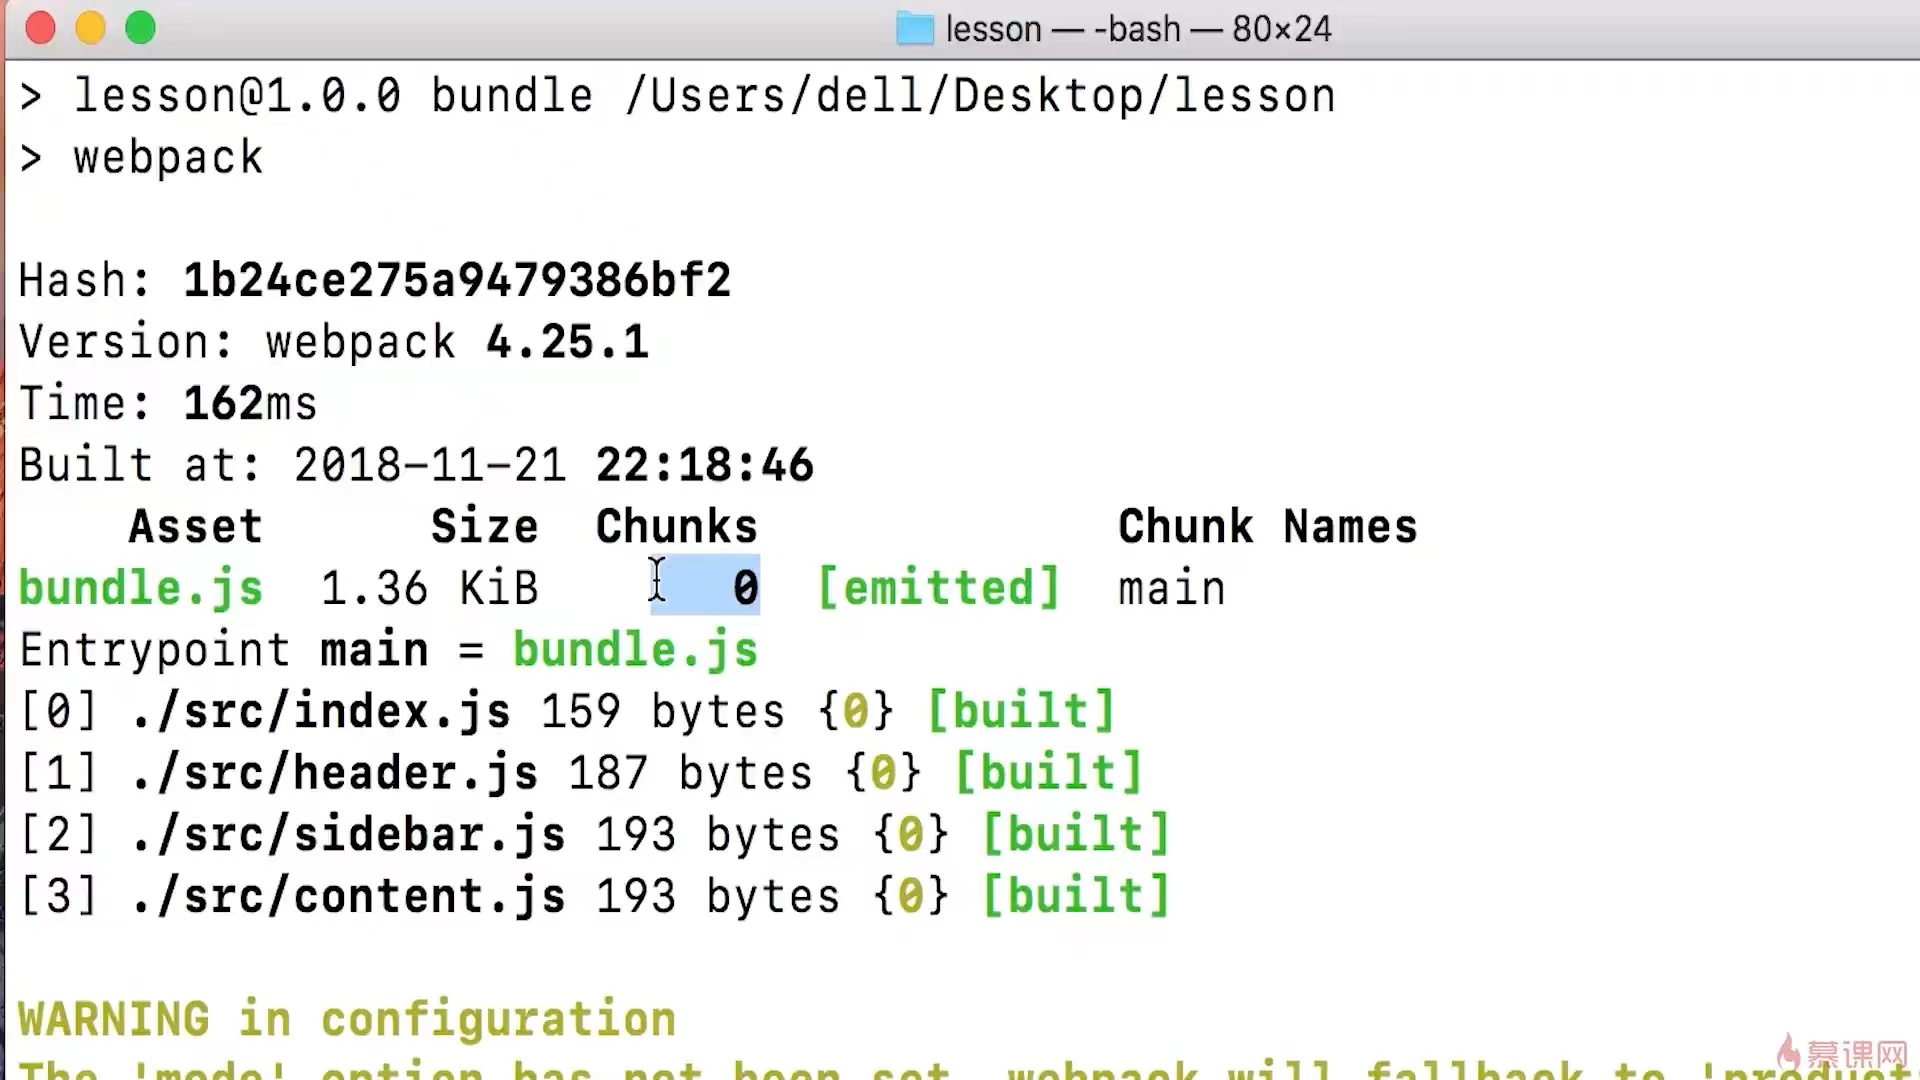 lesson — -bash — 80×24
> lesson@1.0.0 bundle /Users/dell/Desktop/lesson
> webpack
Hash: 1b24ce275a9479386bf2
Version: webpack 4.25.1
Time: 162ms
Built at: 2018-11-21 22:18:46
Asset Size Chunks Chunk Names
bundle.js 1.36 KiB 0 [emitted] main
Entrypoint main = bundle.js
[0] ./src/index.js 159 bytes {0} [built]
[1] ./src/header.js 187 bytes {0} [built]
[2] ./src/sidebar.js 193 bytes {0} [built]
[3] ./src/content.js 193 bytes {0} [built]
WARNING in configuration
The 'mode' option has not been set, webpack will fallback to
慕课网